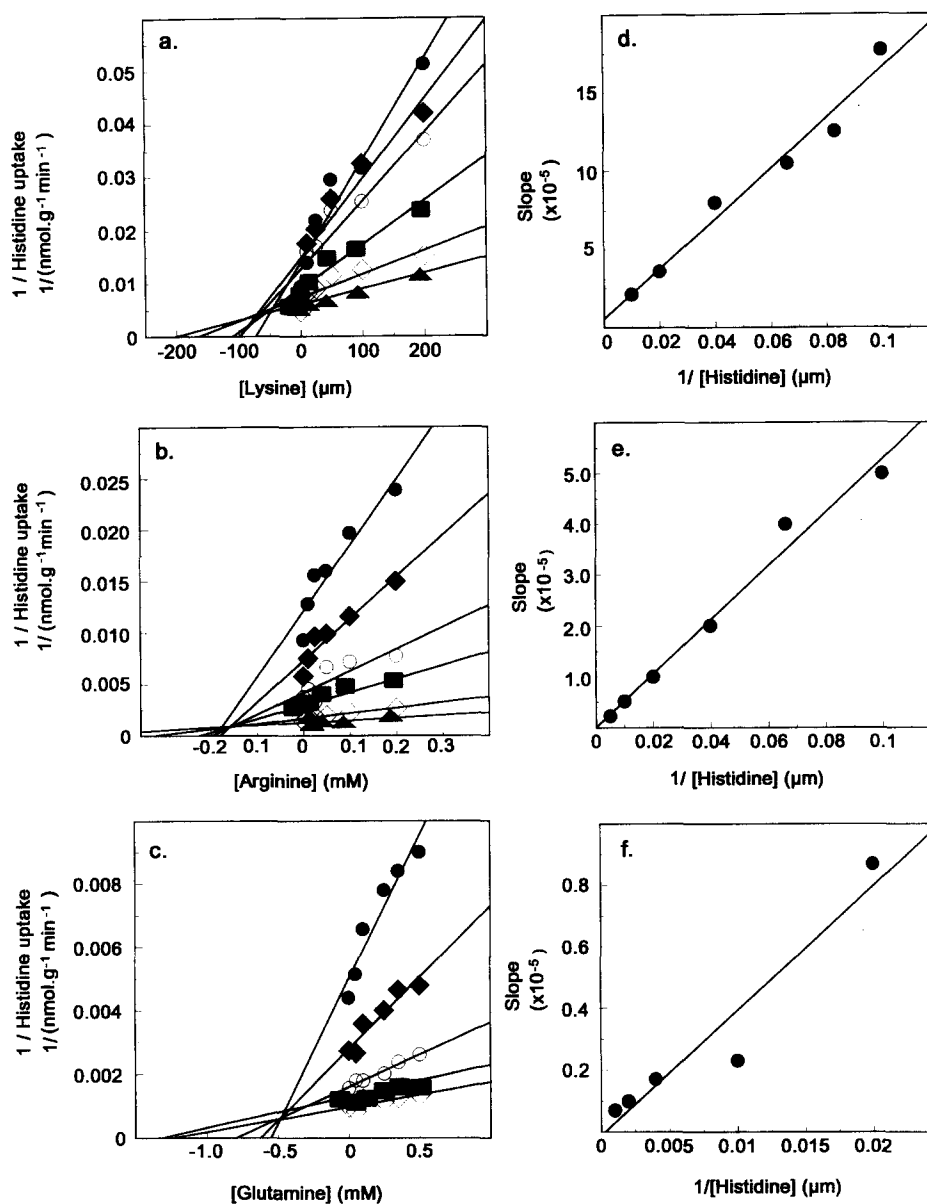 a.
1 / Histidine uptake
1/ (nmol.g⁻¹min⁻¹)
0.05
0.04
0.03
0.02
0.01
0
-200
-100
0
100
200
[Lysine] (µm)
d.
Slope
(x10⁻⁵)
15
10
5
0
0.02
0.04
0.06
0.08
0.1
1/ [Histidine] (µm)
b.
1 / Histidine uptake
1/ (nmol.g⁻¹min⁻¹)
0.025
0.020
0.015
0.010
0.005
0
-0.2
0.1
0
0.1
0.2
0.3
[Arginine] (mM)
e.
Slope
(x10⁻⁵)
5.0
4.0
3.0
2.0
1.0
0
0.02
0.04
0.06
0.08
0.1
1/ [Histidine] (µm)
c.
1 / Histidine uptake
1/ (nmol.g⁻¹min⁻¹)
0.008
0.006
0.004
0.002
0
-1.0
-0.5
0
0.5
[Glutamine] (mM)
f.
Slope
(x10⁻⁵)
0.8
0.6
0.4
0.2
0
0.005
0.01
0.015
0.02
1/[Histidine] (µm)